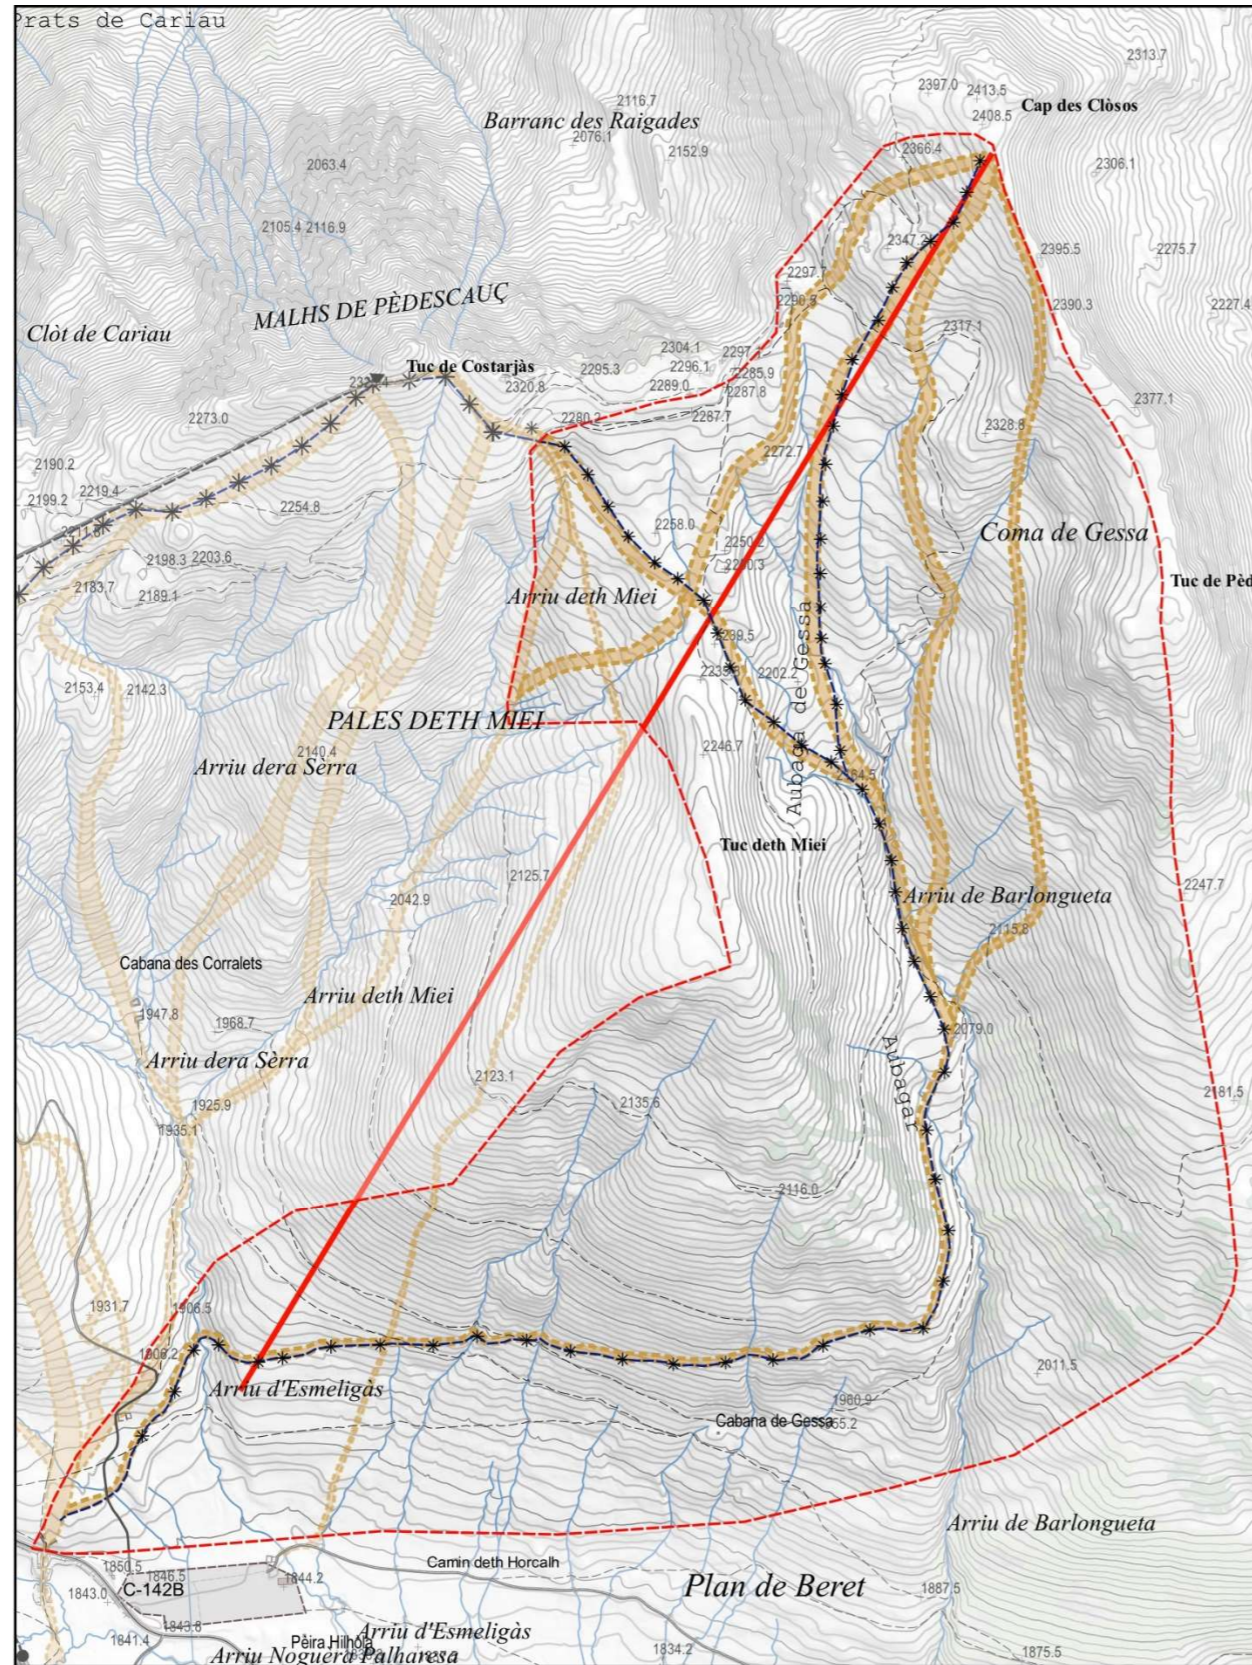 Prats de Cariau
2313.7
2397.0
2413.5
Cap des Clòsos
2116.7
2408.5
Barranc des Raigades
2076.1
2366.4
2152.9
2063.4
2306.1
2105.4
2116.9
2395.5
2275.7
2297.7
MALHS DE PÈDESCAUÇ
2390.3
2227.4
Clòt de Cariau
2317.1
2304.1
2297.1
Tuc de Costarjàs
2295.3
2296.1
2285.9
2320.8
2289.0
2287.8
2377.1
2273.0
2280.2
2287.7
2328.8
2272.7
2190.2
2219.4
2199.2
2254.8
2258.0
Coma de Gessa
2250.2
2198.3
2203.6
2183.7
2189.1
Arriu deth Miei
Tuc de Pèd
Aubaga de Gessa
2202.2
2153.4
2142.3
PALES DETH MIEI
2140.4
2246.7
Arriu dera Sèrra
Tuc deth Miei
2125.7
2247.7
2042.9
Arriu de Barlongueta
2115.8
Cabana des Corralets
Arriu deth Miei
1947.8
1968.7
2079.0
Arriu dera Sèrra
Aubagar
2123.1
2181.5
1925.9
2135.6
1935.1
2116.0
1931.7
1906.5
1906.2
2011.5
Arriu d'Esmeligàs
1960.9
Cabana de Gessa
Arriu de Barlongueta
Camin deth Horcalh
1850.5
1846.5
1844.2
C-142B
Plan de Beret
1887.5
1843.0
1843.8
Arriu d'Esmeligàs
1841.4
Pèira Hilhòla
1834.2
1875.5
Arriu Noguera Palharesa